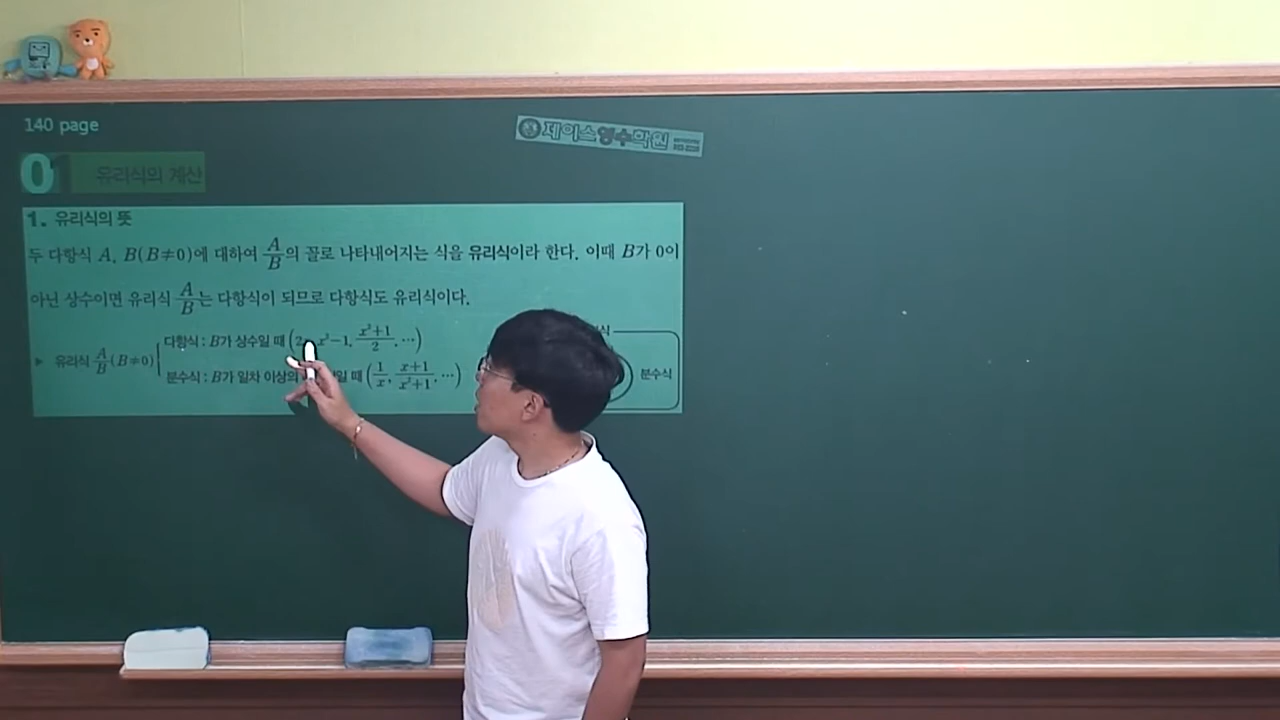 140 page
제이스영수학원
0
유리식의 계산
1. 유리식의 뜻
두 다항식 A, B(B≠0)에 대하여 A/B의 꼴로 나타내어지는 식을 유리식이라 한다. 이때 B가 0이
아닌 상수이면 유리식 A/B는 다항식이 되므로 다항식도 유리식이다.
▶ 유리식 A/B(B≠0)
다항식 : B가 상수일 때 (2 x²-1, x²+1/2, ⋯)
분수식 : B가 일차 이상의 일 때 (1/x, x+1/x²+1, ⋯)
식
분수식